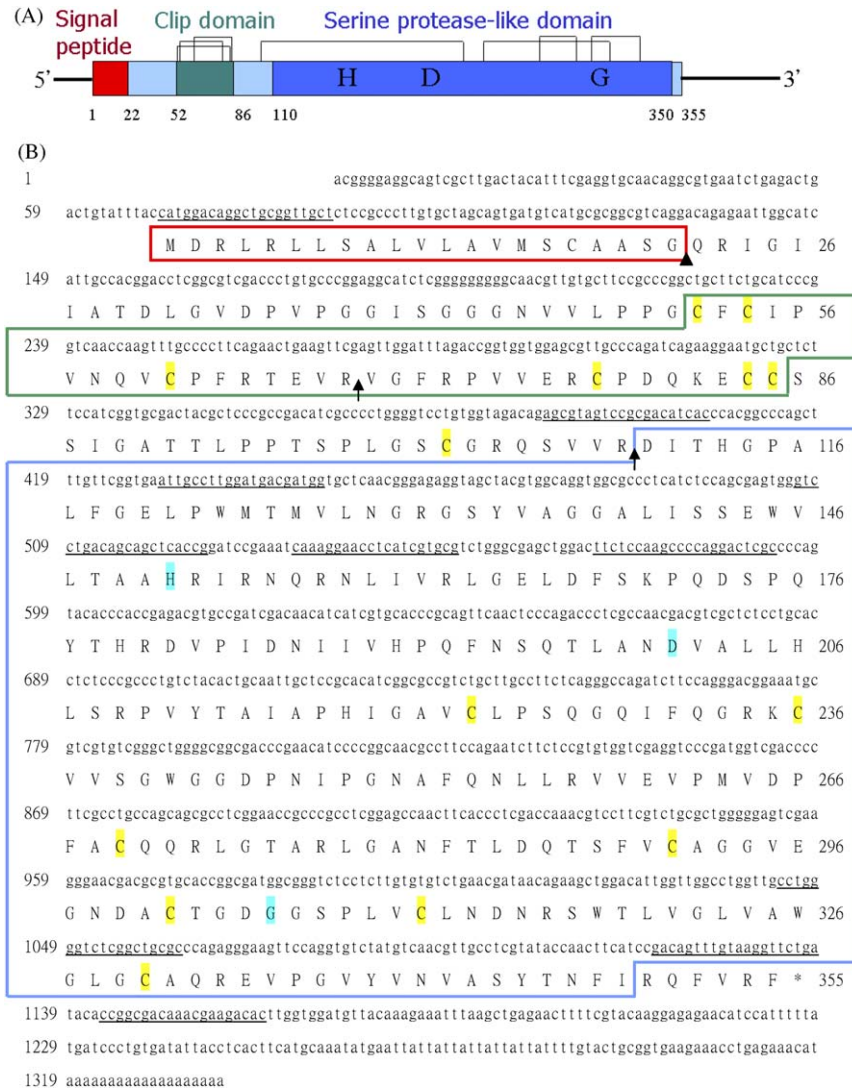 (A)
Signal peptide
Clip domain
Serine protease-like domain
5’ H D G 3’
1 22 52 86 110 350 355
(B)
1 acggggaggcagtcgcttgactacatttcgaggtgcaacaggcgtgaatctgagactg
59 actgtatttaccatggacaggctgcggttgctctccgcccttgtgctagcagtgatgtcatgcgcggcgtcaggacagagaattggcatc
M D R L R L L S A L V L A V M S C A A S G Q R I G I 26
149 attgccacggacctcggcgtcgaccctgtgcccggaggcatctcgggggggggcaacgttgtgcttccgcccggctgcttctgcatcccg
I A T D L G V D P V P G G I S G G G N V V L P P G C F C I P 56
239 gtcaaccaagtttgccccttcagaactgaagttcgagttggatttagaccggtggtggagcgttgcccagatcagaaggaatgctgctct
V N Q V C P F R T E V R V G F R P V V E R C P D Q K E C C S 86
329 tccatcggtgcgactacgctcccgccgacatcgcccctggggtcctgtggtagacagagcgtagtccgcgacatcacccacggcccagct
S I G A T T L P P T S P L G S C G R Q S V V R D I T H G P A 116
419 ttgttcggtgaattgccttggatgacgatggtgctcaacgggagaggtagctacgtggcaggtggcgccctcatctccagcgagtgggtc
L F G E L P W M T M V L N G R G S Y V A G G A L I S S E W V 146
509 ctgacagcagctcaccggatccgaaatcaaaggaacctcatcgtgcgtctgggcgagctggacttctccaagccccaggactcgccccag
L T A A H R I R N Q R N L I V R L G E L D F S K P Q D S P Q 176
599 tacacccaccgagacgtgccgatcgacaacatcatcgtgcacccgcagttcaactcccagaccctcgccaacgacgtcgctctcctgcac
Y T H R D V P I D N I I V H P Q F N S Q T L A N D V A L L H 206
689 ctctcccgccctgtctacactgcaattgctccgcacatcggcgccgtctgcttgccttctcagggccagatcttccagggacggaaatgc
L S R P V Y T A I A P H I G A V C L P S Q G Q I F Q G R K C 236
779 gtcgtgtcgggctggggcggcgacccgaacatccccggcaacgccttccagaatcttctccgtgtggtcgaggtcccgatggtcgacccc
V V S G W G G D P N I P G N A F Q N L L R V V E V P M V D P 266
869 ttcgcctgccagcagcgcctcggaaccgcccgcctcggagccaacttcaccctcgaccaaacgtccttcgtctgcgctgggggagtcgaa
F A C Q Q R L G T A R L G A N F T L D Q T S F V C A G G V E 296
959 gggaacgacgcgtgcaccggcgatggcgggtctcctcttgtgtgtctgaacgataacagaagctggacattggttggcctggttgcctgg
G N D A C T G D G G S P L V C L N D N R S W T L V G L V A W 326
1049 ggtctcggctgcgcccagagggaagttccaggtgtctatgtcaacgttgcctcgtataccaacttcatccgacagtttgtaaggttctga
G L G C A Q R E V P G V Y V N V A S Y T N F I R Q F V R F * 355
1139 tacaccggcgacaaacgaagacacttggtggatgttacaaagaaatttaagctgagaacttttcgtacaaggagagaacatccattttta
1229 tgatccctgtgatattacctcacttcatgcaaatatgaattattattattattattattttgtactgcggtgaagaaacctgagaaacat
1319 aaaaaaaaaaaaaaaaaaa